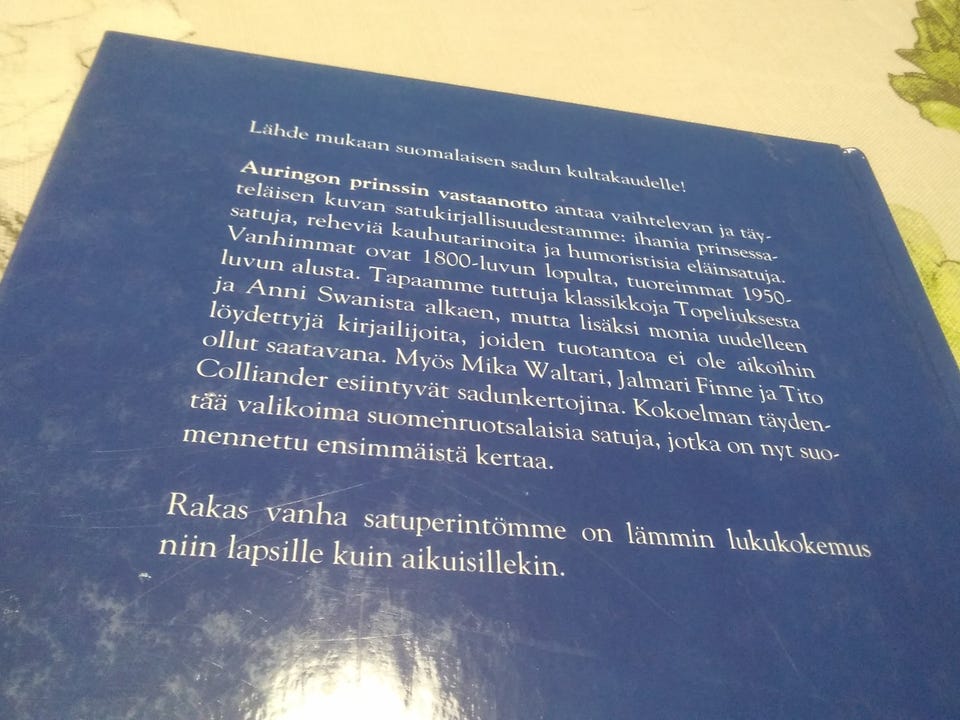 Lähde mukaan suomalaisen sadun kultakaudelle!
Auringon prinssin vastaanotto antaa vaihtelevan ja täy-
teläisen kuvan satukirjallisuudestamme: ihania prinsessa-
satuja, reheviä kauhutarinoita ja humoristisia eläinsatuja.
Vanhimmat ovat 1800-luvun lopulta, tuoreimmat 1950-
luvun alusta. Tapaamme tuttuja klassikkoja Topeliuksesta
ja Anni Swanista alkaen, mutta lisäksi monia uudelleen
löydettyjä kirjailijoita, joiden tuotantoa ei ole aikoihin
ollut saatavana. Myös Mika Waltari, Jalmari Finne ja Tito
Colliander esiintyvät sadunkertojina. Kokoelman täyden-
tää valikoima suomenruotsalaisia satuja, jotka on nyt suo-
mennettu ensimmäistä kertaa.
Rakas vanha satuperintömme on lämmin lukukokemus
niin lapsille kuin aikuisillekin.